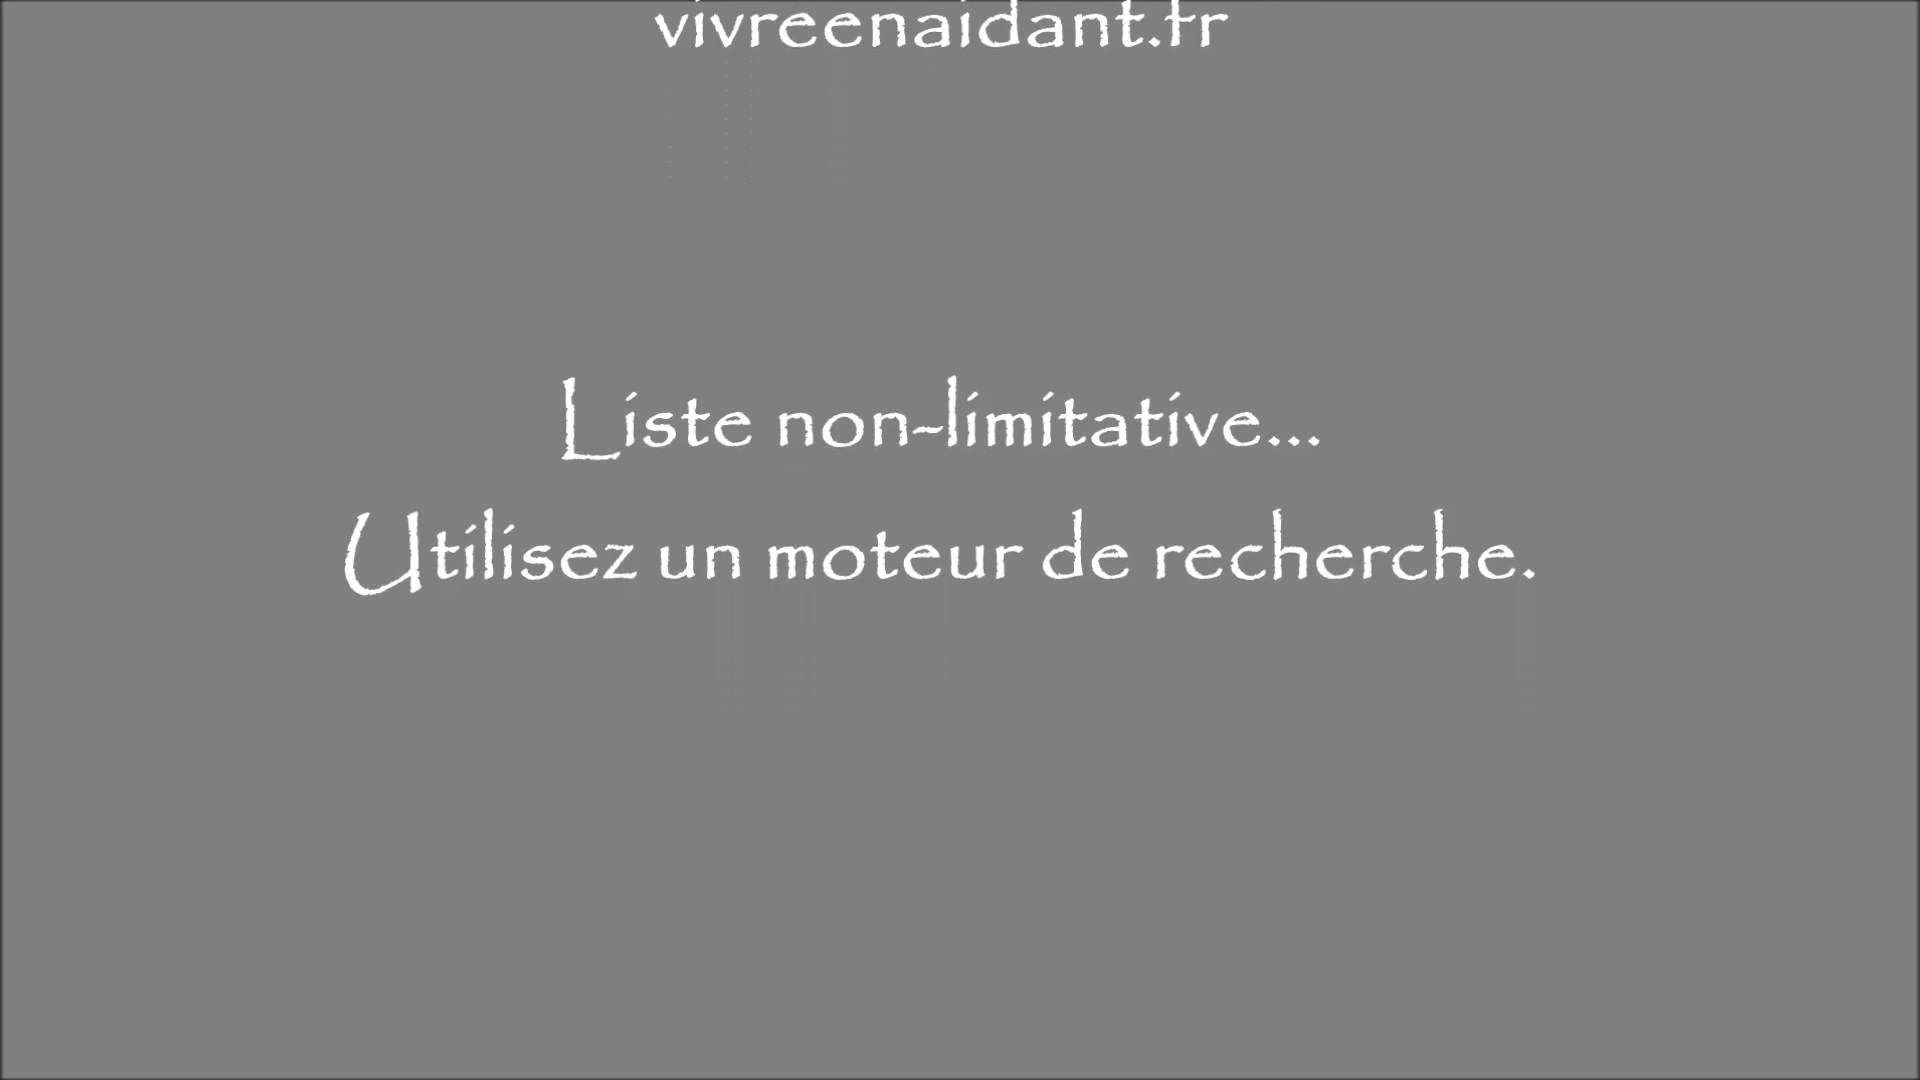 vivreenaidant.fr
Liste non-limitative...
Utilisez un moteur de recherche.